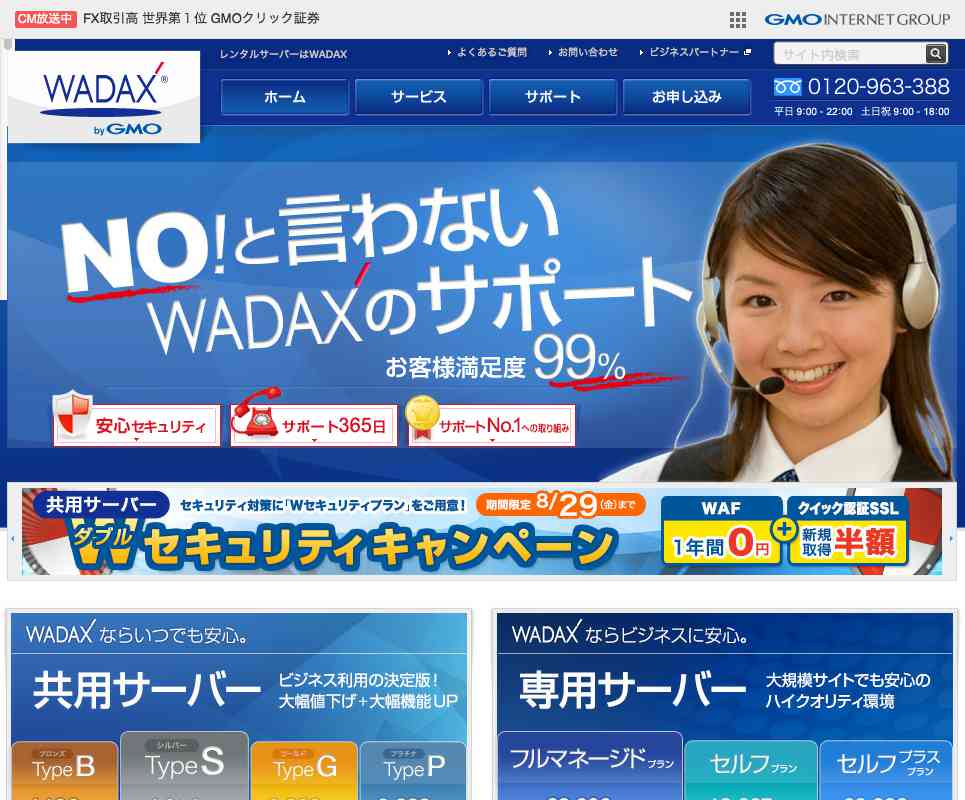 CM放送中 FX取引高 世界第1位 GMOクリック証券
GMO INTERNET GROUP
WADAX®
by GMO
レンタルサーバーはWADAX
よくあるご質問 お問い合わせ ビジネスパートナー
サイト内検索
ホーム サービス サポート お申し込み
0120-963-388
平日 9:00 - 22:00 土日祝 9:00 - 18:00
NO!と言わない
WADAXのサポート
お客様満足度 99%
安心セキュリティ
サポート365日
サポートNo.1への取り組み
共用サーバー セキュリティ対策に「Wセキュリティプラン」をご用意! 期間限定 8/29(金)まで
Wダブルセキュリティキャンペーン
WAF
1年間0円
+
クイック認証SSL
新規取得 半額
WADAXならいつでも安心。
共用サーバー
ビジネス利用の決定版!
大幅値下げ+大幅機能UP
ブロンズ
TypeB
シルバー
TypeS
ゴールド
TypeG
プラチナ
TypeP
WADAXならビジネスに安心。
専用サーバー
大規模サイトでも安心の
ハイクオリティ環境
フルマネージドプラン
セルフプラン
セルフプラスプラン